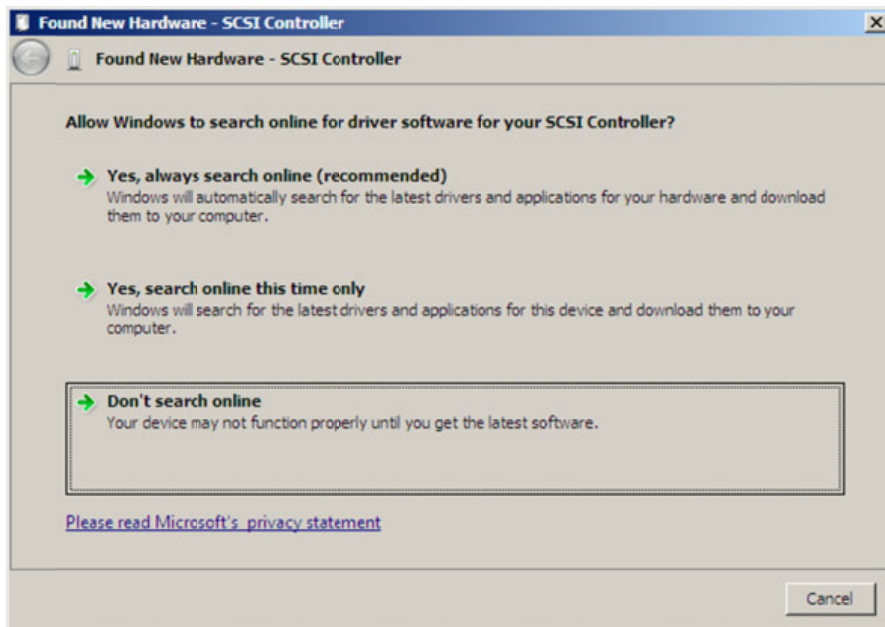 Found New Hardware - SCSI Controller
Found New Hardware - SCSI Controller
Allow Windows to search online for driver software for your SCSI Controller?
Yes, always search online (recommended)
Windows will automatically search for the latest drivers and applications for your hardware and download
them to your computer.
Yes, search online this time only
Windows will search for the latest drivers and applications for this device and download them to your
computer.
Don't search online
Your device may not function properly until you get the latest software.
Please read Microsoft's privacy statement
Cancel